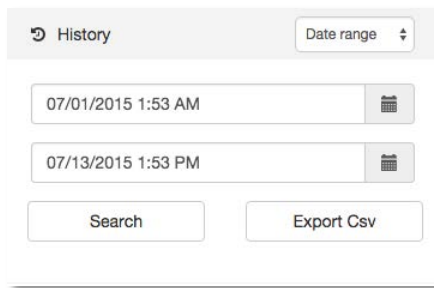 History Date range
07/01/2015 1:53 AM
07/13/2015 1:53 PM
Search Export Csv